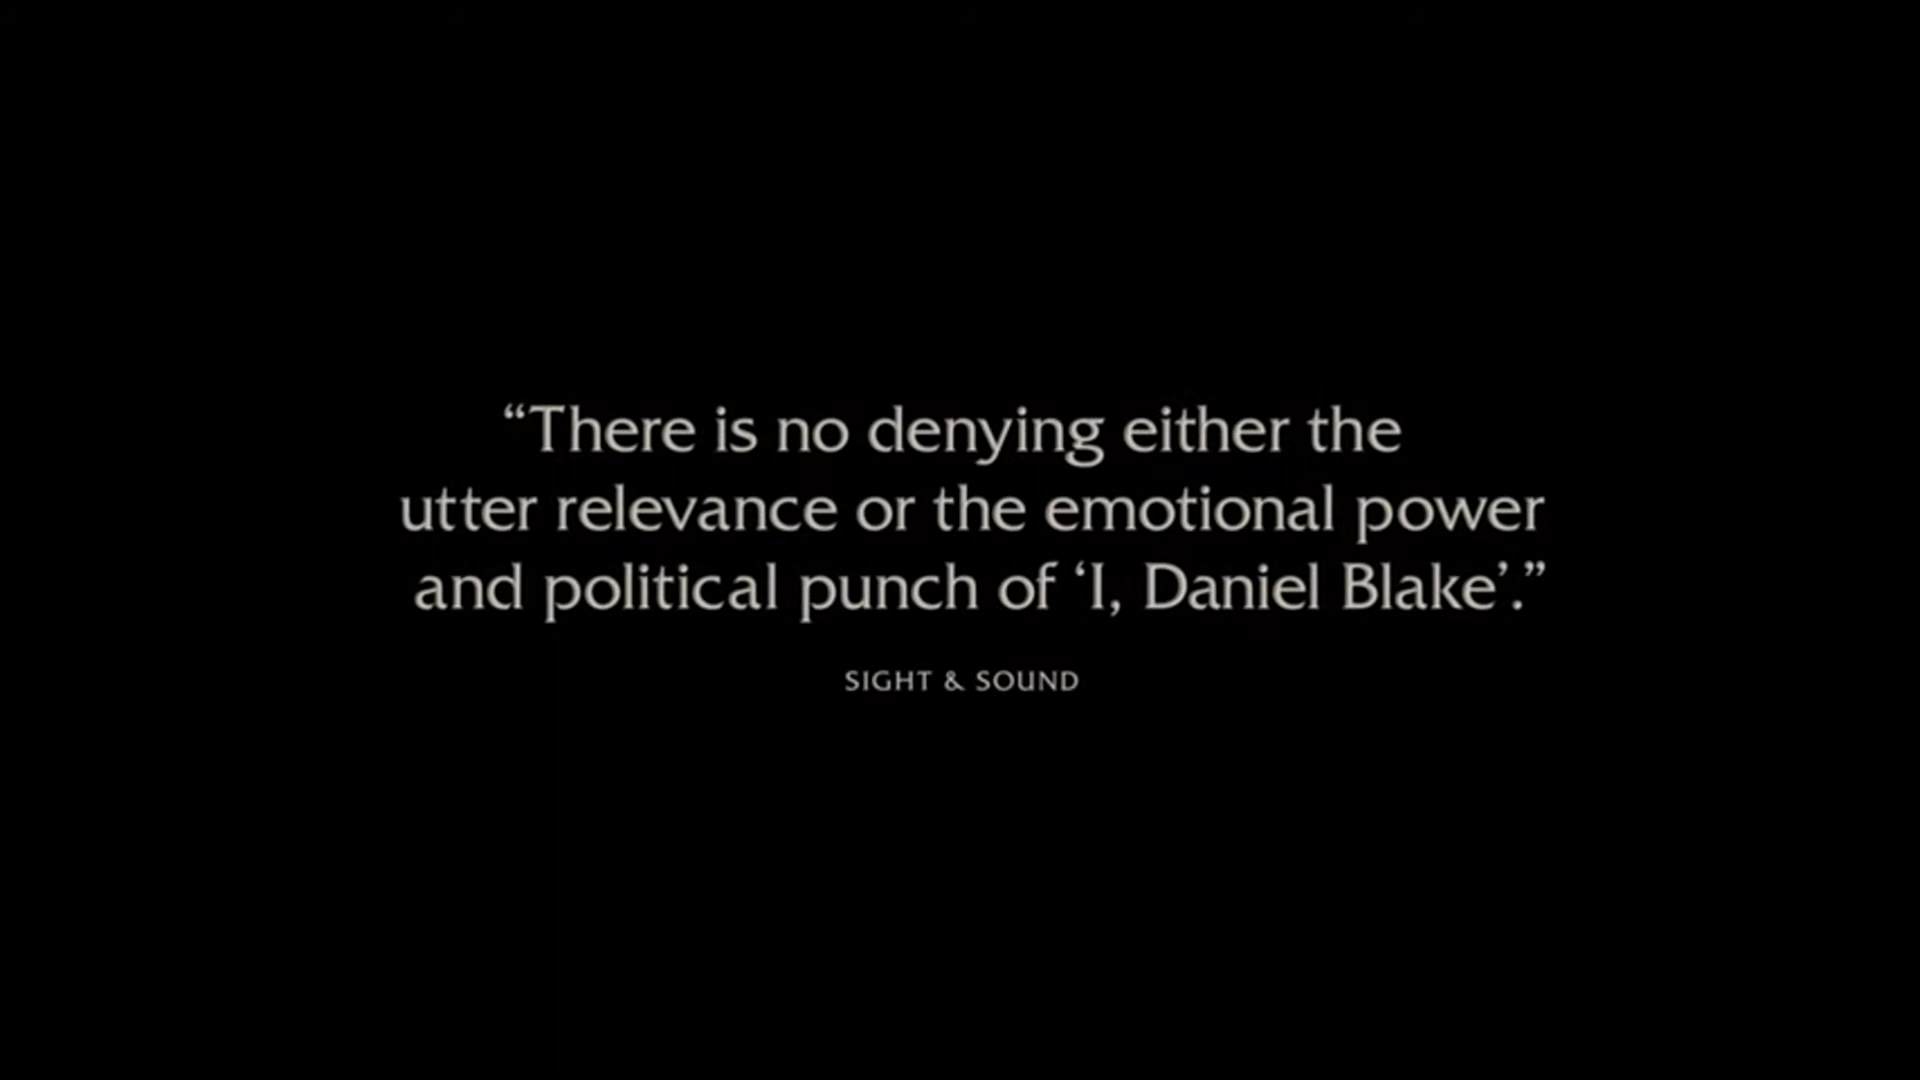 “There is no denying either the
utter relevance or the emotional power
and political punch of ‘I, Daniel Blake’.”
SIGHT & SOUND